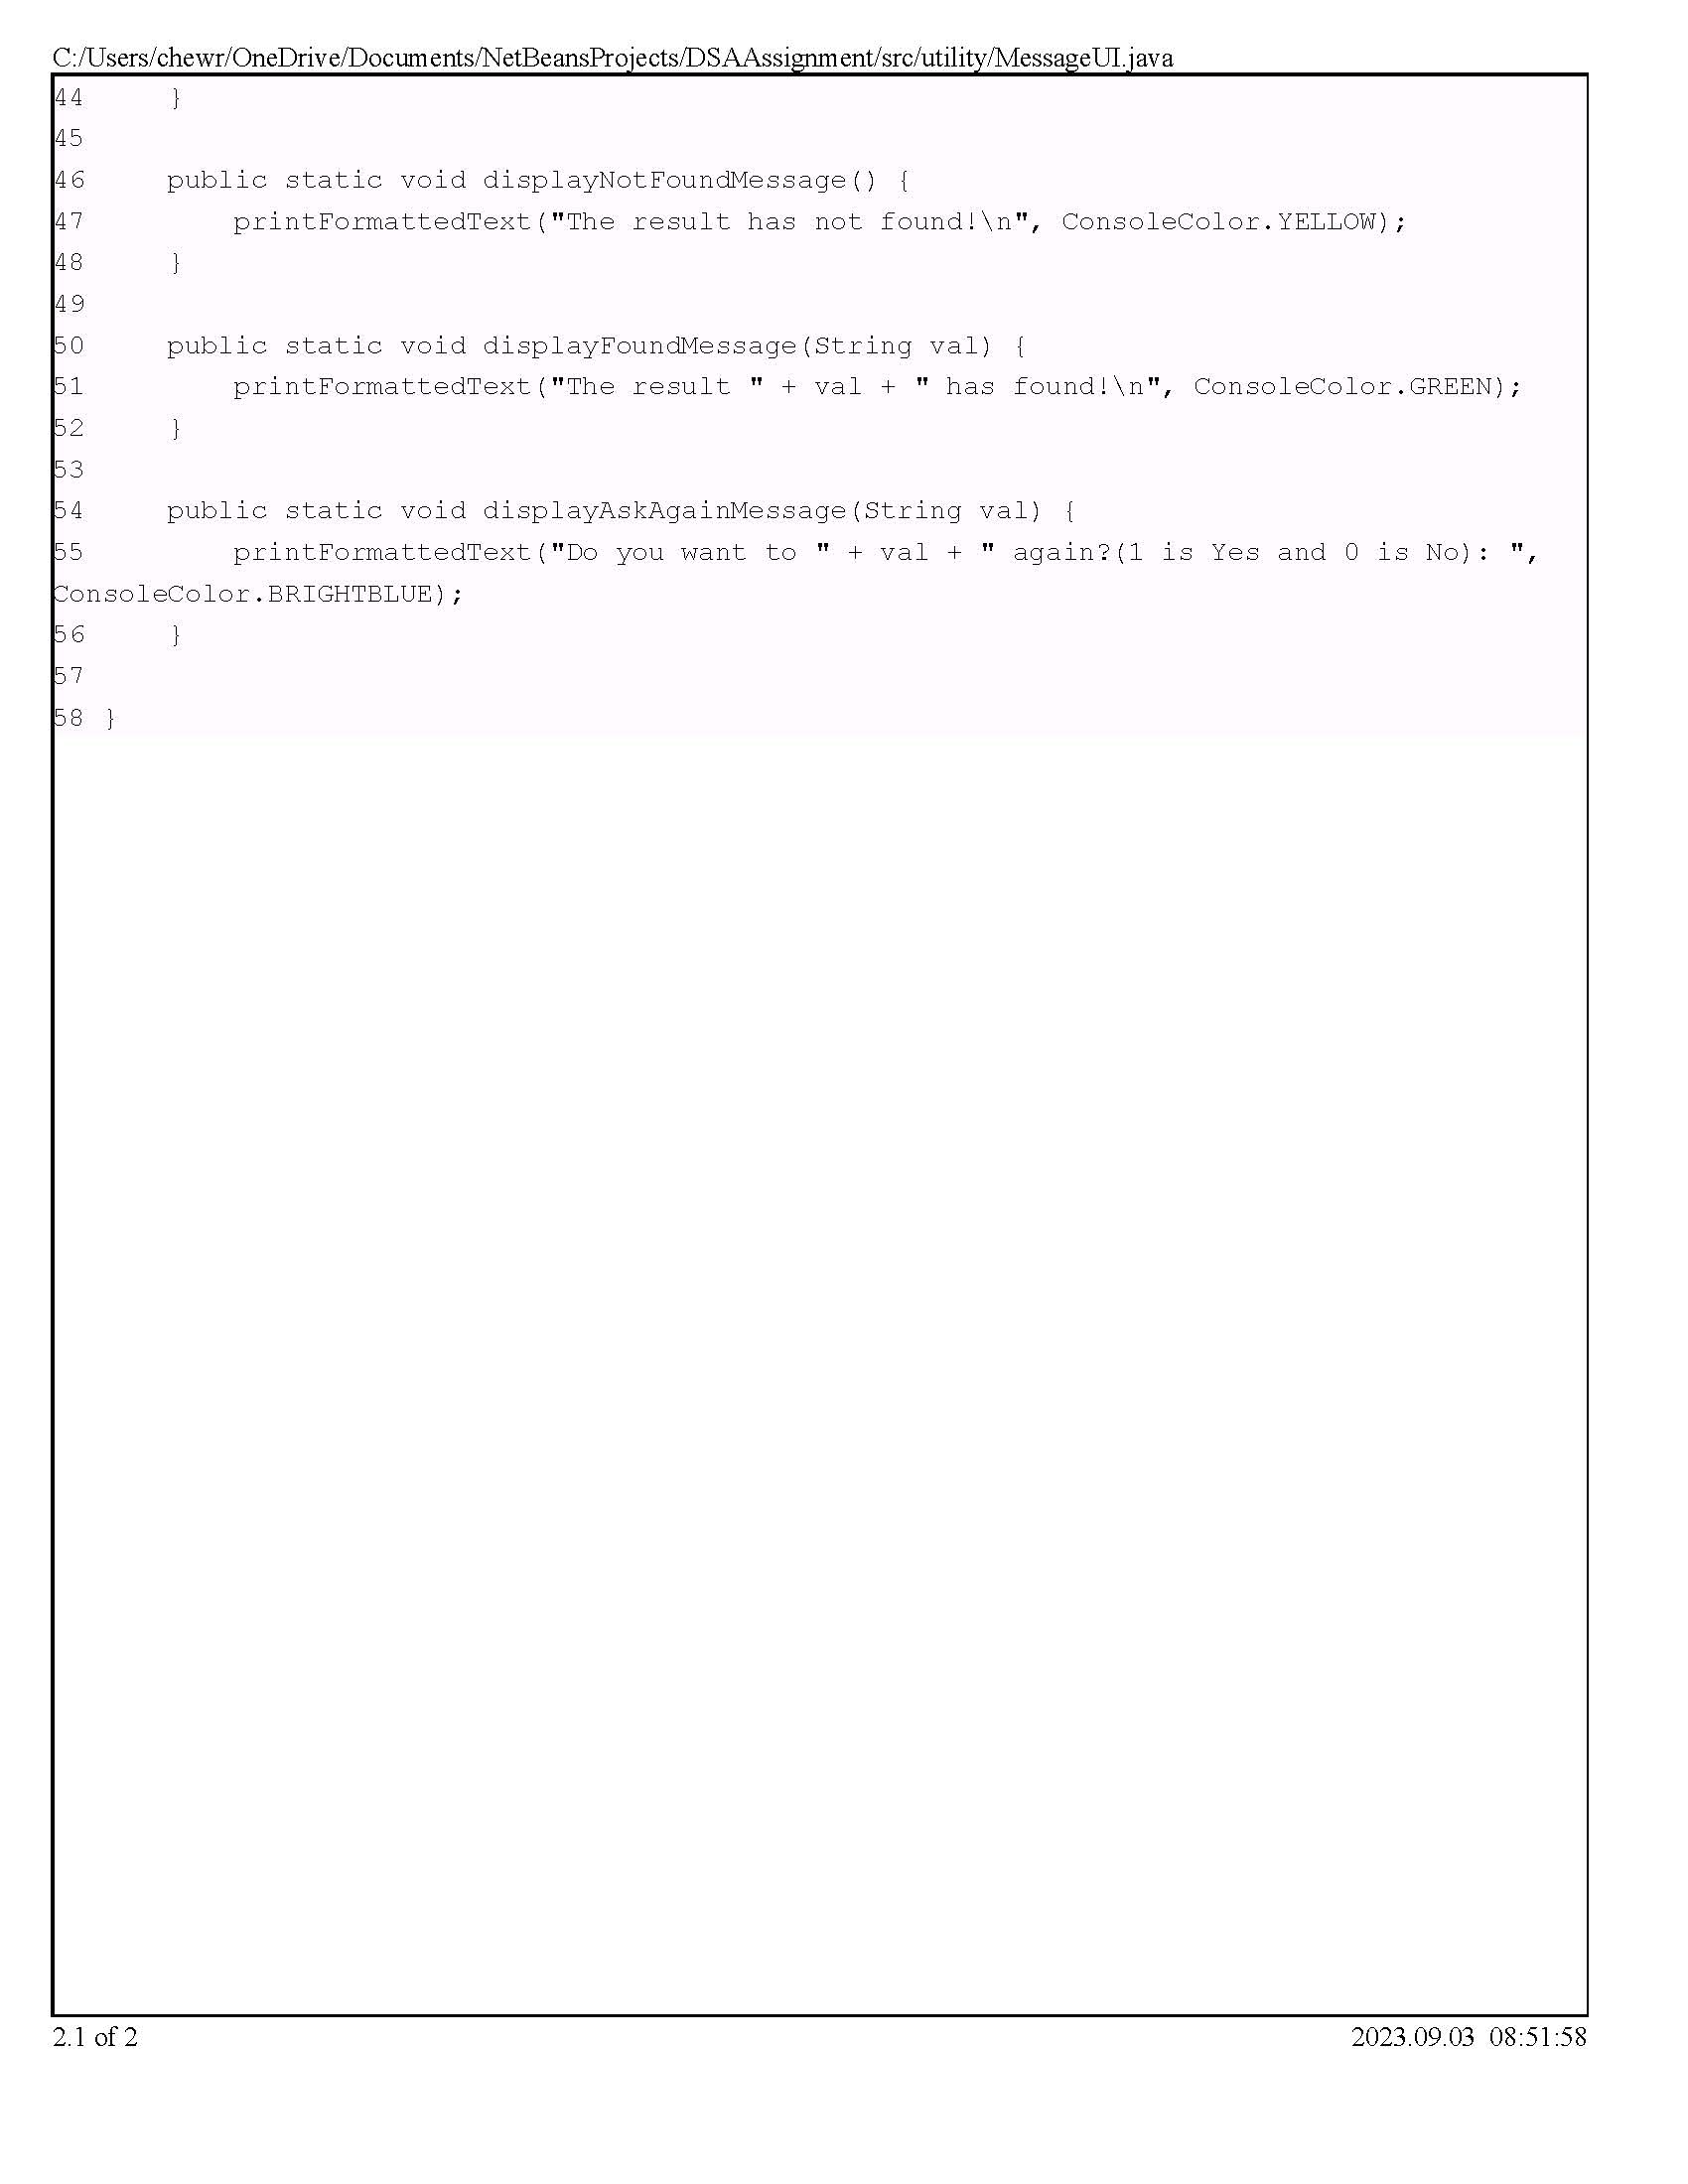 C:/Users/chewr/OneDrive/Documents/NetBeansProjects/DSAAssignment/src/utility/MessageUI.java
44     }
45
46     public static void displayNotFoundMessage() {
47         printFormattedText("The result has not found!\n", ConsoleColor.YELLOW);
48     }
49
50     public static void displayFoundMessage(String val) {
51         printFormattedText("The result " + val + " has found!\n", ConsoleColor.GREEN);
52     }
53
54     public static void displayAskAgainMessage(String val) {
55         printFormattedText("Do you want to " + val + " again?(1 is Yes and 0 is No): ",
ConsoleColor.BRIGHTBLUE);
56     }
57
58 }
2.1 of 2
2023.09.03 08:51:58